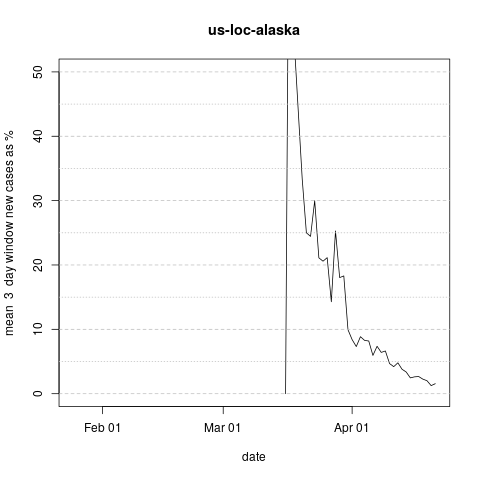 us-loc-alaska
mean  3  day window new cases as %
50
40
30
20
10
0
Feb 01
Mar 01
Apr 01
date